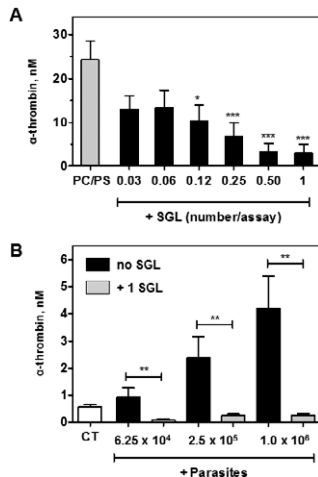 A
α-thrombin, nM
30
20
10
0
* *** *** ***
PC/PS 0.03 0.06 0.12 0.25 0.50 1
+ SGL (number/assay)
B
α-thrombin, nM
6
5
4
3
2
1
0
no SGL
+ 1 SGL
** ** **
CT 6.25 x 10⁴ 2.5 x 10⁵ 1.0 x 10⁶
+ Parasites